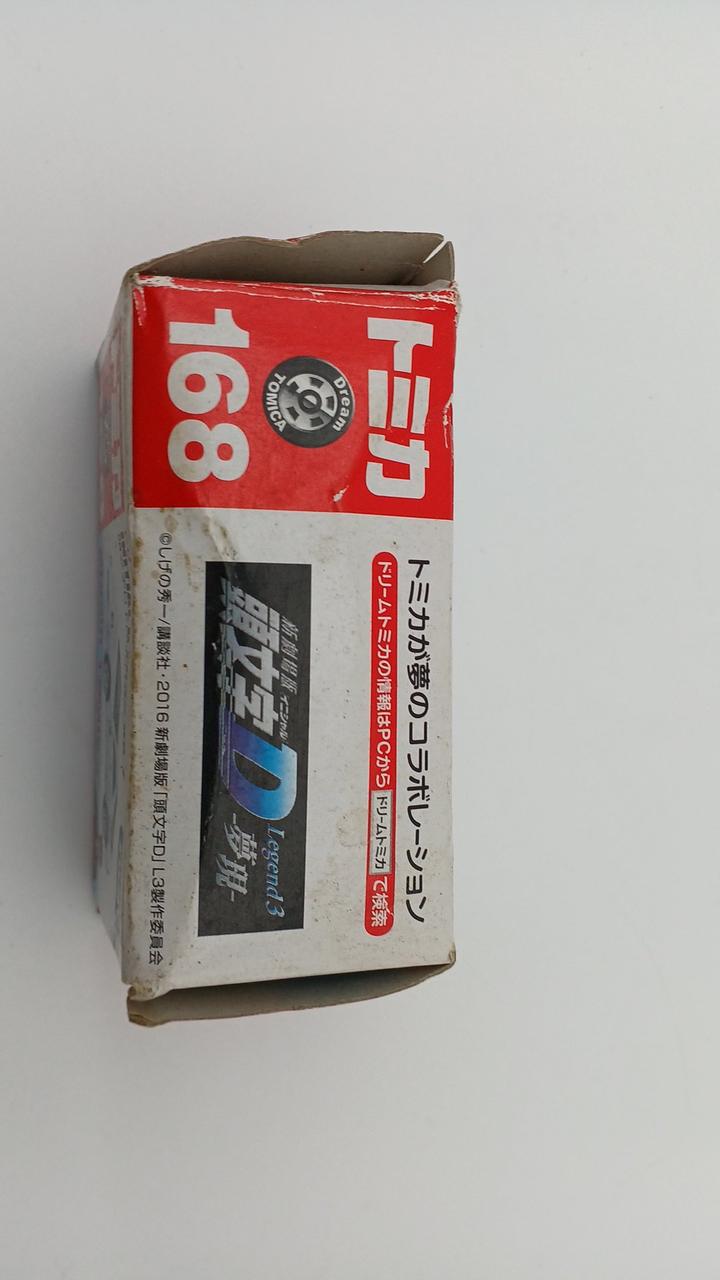 トミカ
Dream
TOMICA
168
トミカが夢のコラボレーション
ドリームトミカの情報はPCから ドリームトミカ で検索
新劇場版
イニシャル
頭文字D
Legend3
-夢現-
©しげの秀一/講談社・2016 新劇場版「頭文字D」L3製作委員会